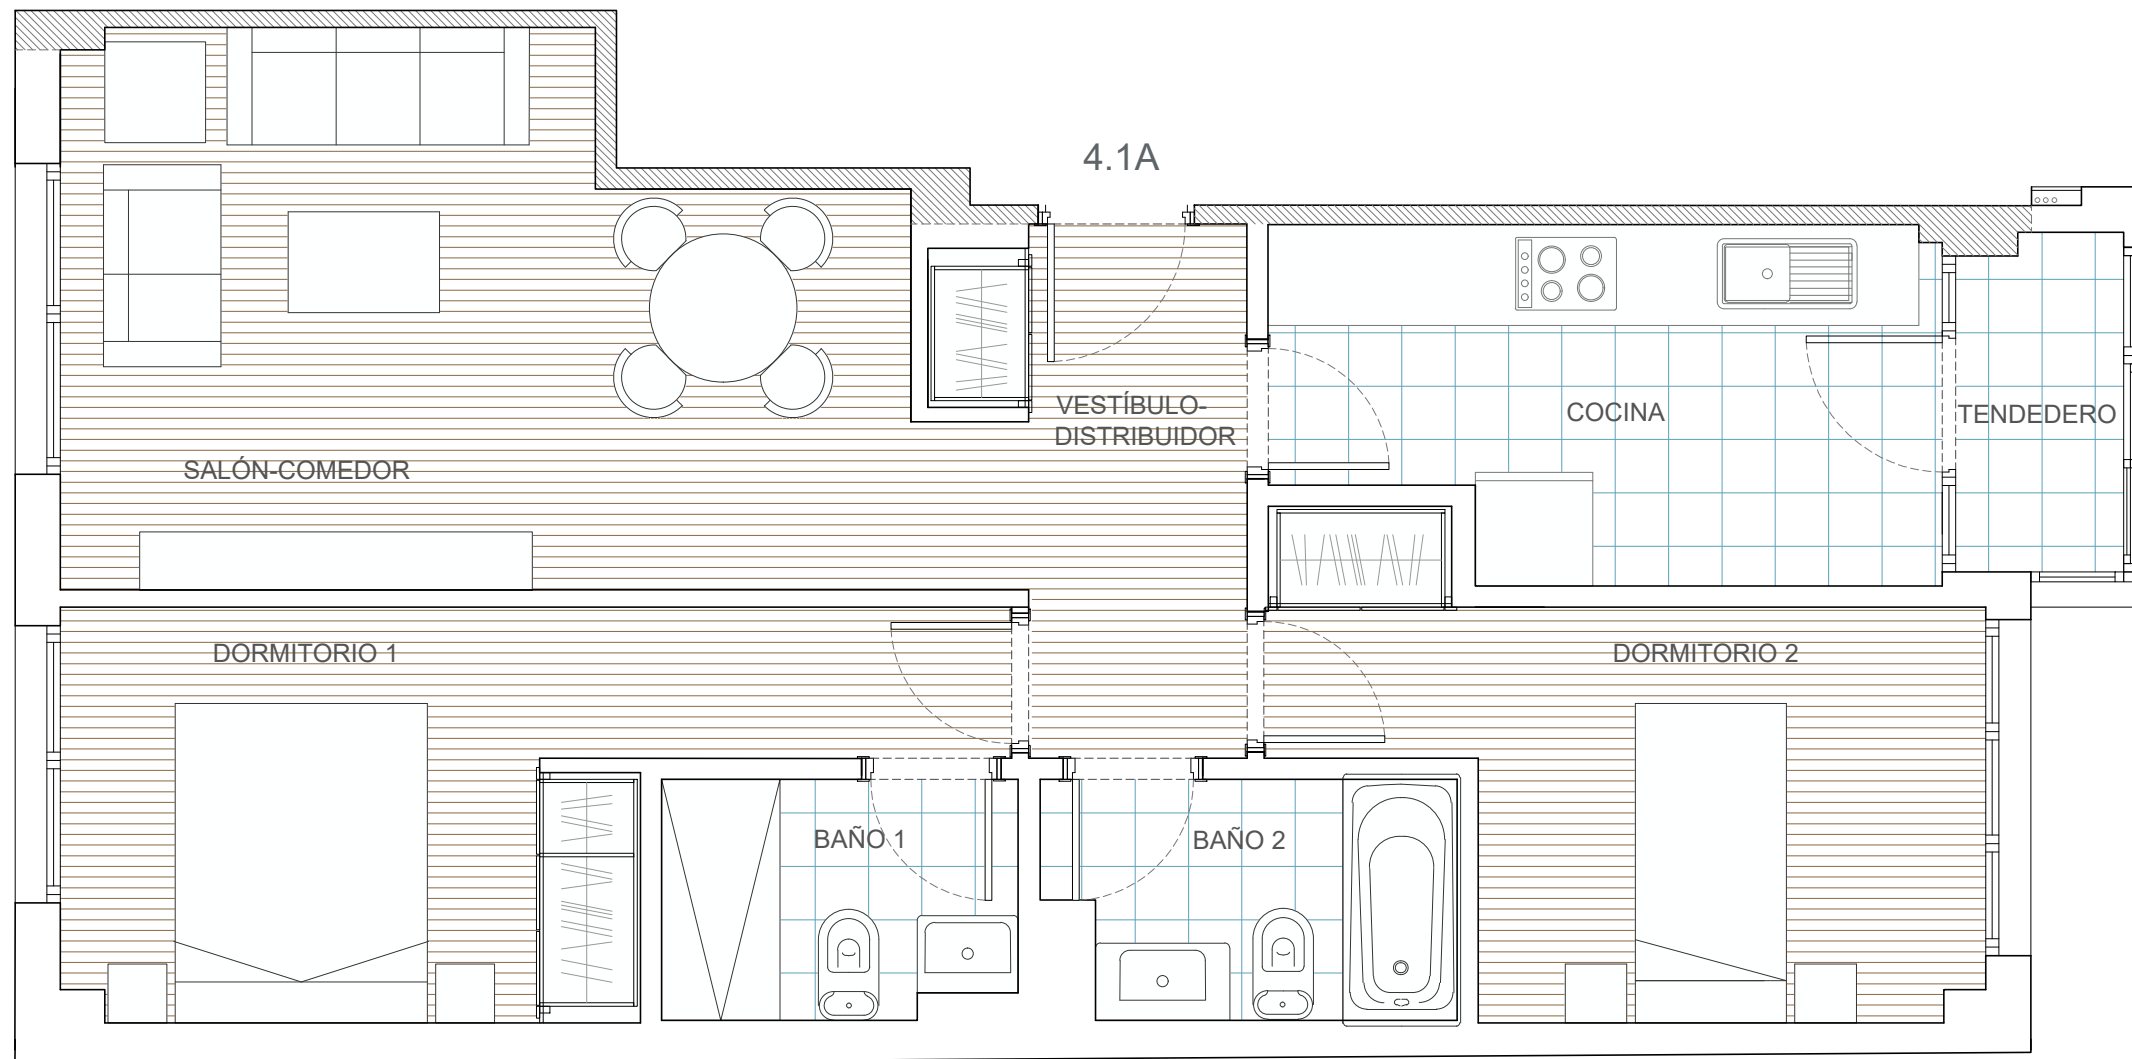 4.1A
VESTÍBULO-
DISTRIBUIDOR
COCINA
TENDEDERO
SALÓN-COMEDOR
DORMITORIO 1
DORMITORIO 2
BAÑO 1
BAÑO 2